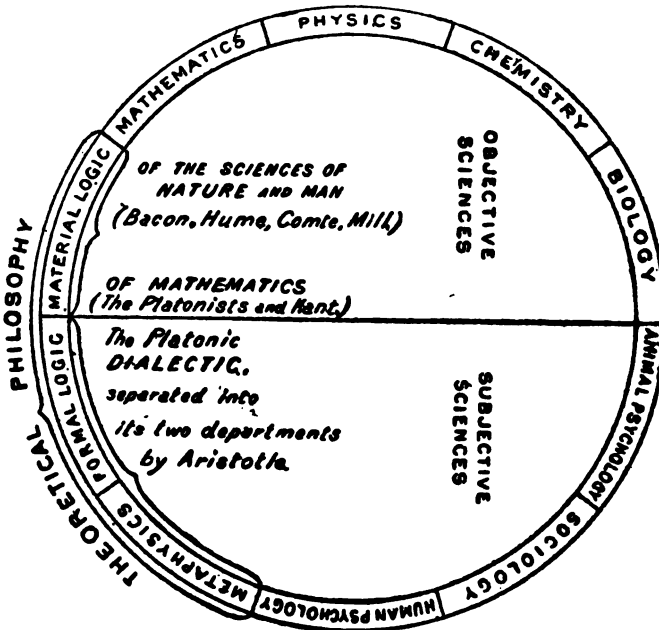 MATHEMATICS
PHYSICS
CHEMISTRY
BIOLOGY
ANIMAL PSYCHOLOGY
SOCIOLOGY
HUMAN PSYCHOLOGY
METAPHYSICS
FORMAL LOGIC
MATERIAL LOGIC
THEORETICAL PHILOSOPHY
OF THE SCIENCES OF
NATURE AND MAN
(Bacon, Hume, Comte, Mill)
OF MATHEMATICS
(The Platonists and Kant)
The Platonic
DIALECTIC.
separated into
its two departments
by Aristotle
OBJECTIVE
SCIENCES
SUBJECTIVE
SCIENCES